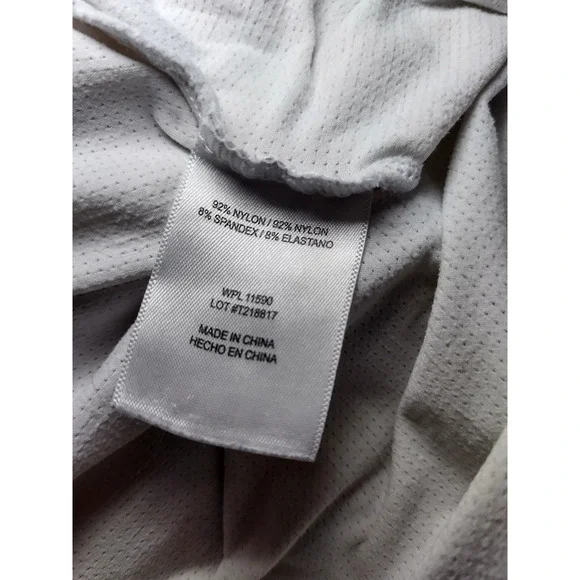 92% NYLON / 92% NYLON
8% SPANDEX / 8% ELASTANO
WPL 11590
LOT #T218817
MADE IN CHINA
HECHO EN CHINA